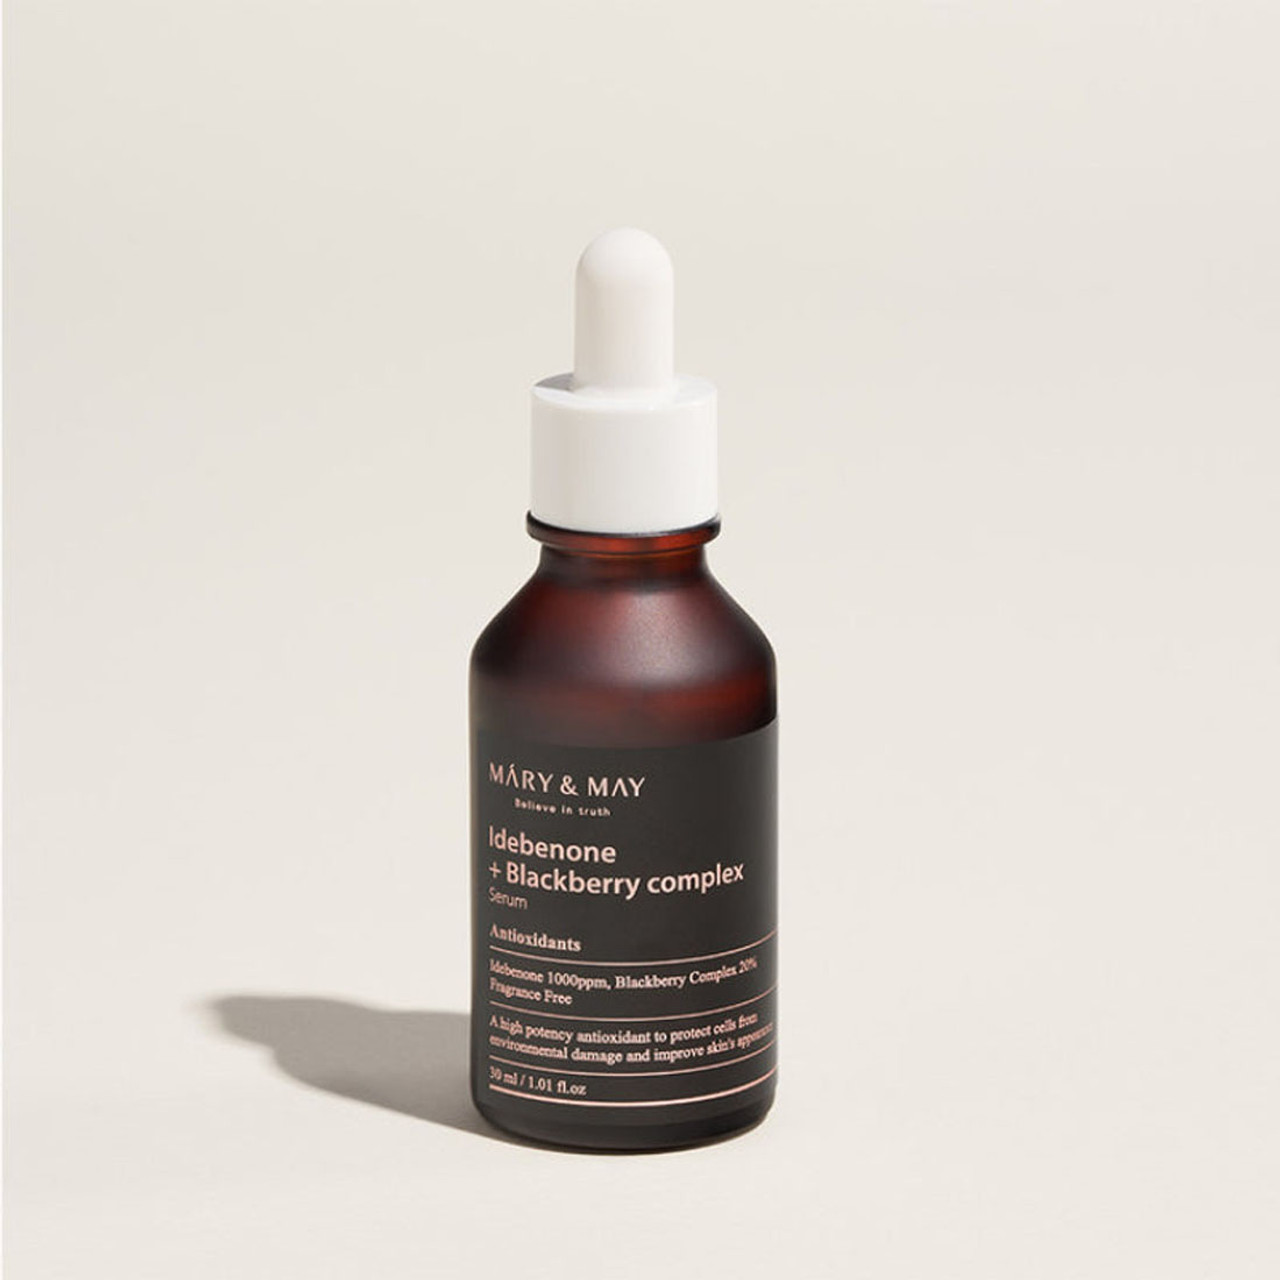 MÁRY & MAY
Believe in truth
Idebenone
+ Blackberry complex
Serum
Antioxidants
Idebenone 1000ppm, Blackberry Complex 20%
Fragrance Free
A high potency antioxidant to protect cells from
environmental damage and improve skin's appearance
30 ml / 1.01 fl.oz